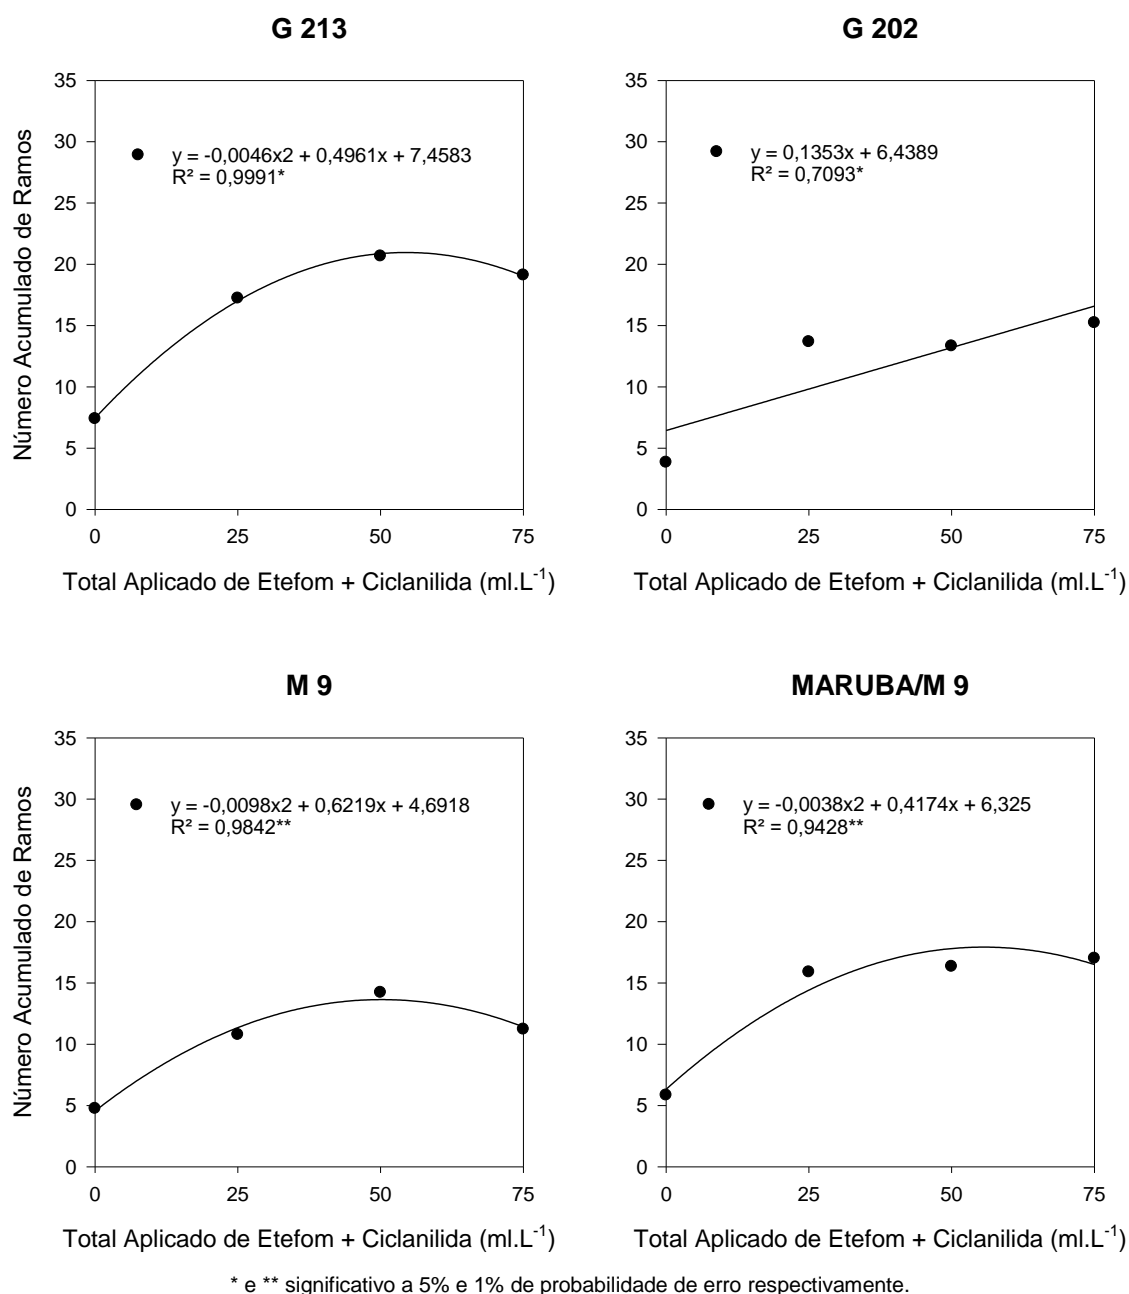 G 213
Número Acumulado de Ramos
35
30
25
20
15
10
5
0
y = -0,0046x2 + 0,4961x + 7,4583
R² = 0,9991*
0 25 50 75
Total Aplicado de Etefom + Ciclanilida (ml.L⁻¹)
G 202
35
30
25
20
15
10
5
0
y = 0,1353x + 6,4389
R² = 0,7093*
0 25 50 75
Total Aplicado de Etefom + Ciclanilida (ml.L⁻¹)
M 9
Número Acumulado de Ramos
35
30
25
20
15
10
5
0
y = -0,0098x2 + 0,6219x + 4,6918
R² = 0,9842**
0 25 50 75
Total Aplicado de Etefom + Ciclanilida (ml.L⁻¹)
MARUBA/M 9
35
30
25
20
15
10
5
0
y = -0,0038x2 + 0,4174x + 6,325
R² = 0,9428**
0 25 50 75
Total Aplicado de Etefom + Ciclanilida (ml.L⁻¹)
* e ** significativo a 5% e 1% de probabilidade de erro respectivamente.